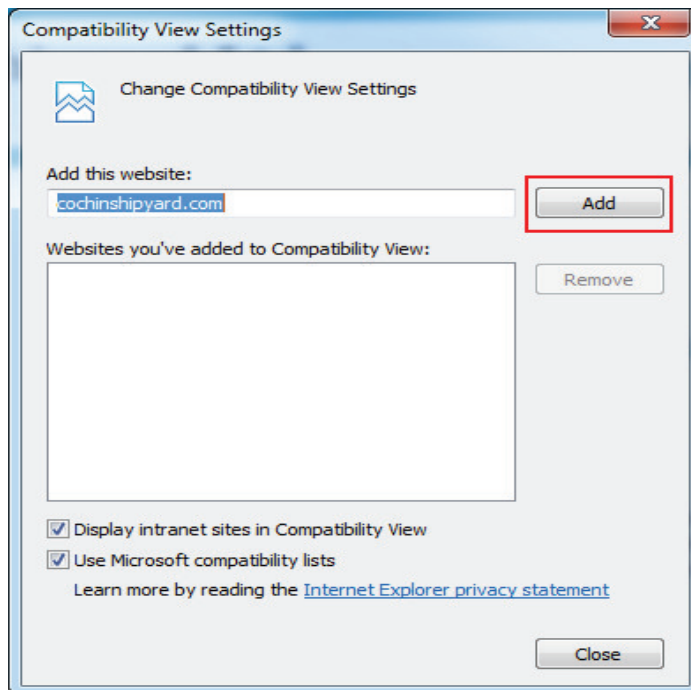 Compatibility View Settings
Change Compatibility View Settings
Add this website:
cochinshipyard.com
Add
Websites you've added to Compatibility View:
Remove
Display intranet sites in Compatibility View
Use Microsoft compatibility lists
Learn more by reading the Internet Explorer privacy statement
Close